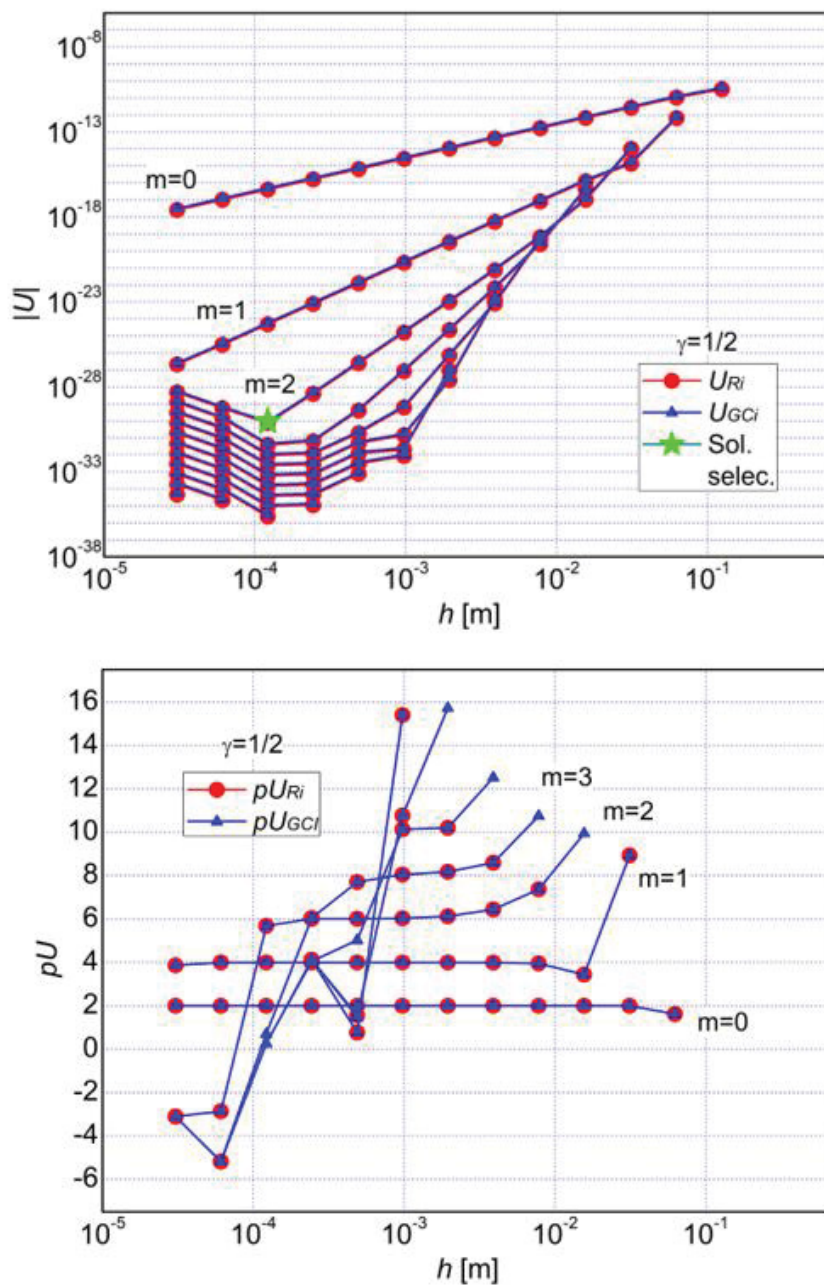 10⁻⁸
10⁻¹³
10⁻¹⁸
10⁻²³
10⁻²⁸
10⁻³³
10⁻³⁸
|U|
m=0
m=1
m=2
γ=1/2
U_Ri
U_GCi
Sol.
selec.
10⁻⁵ 10⁻⁴ 10⁻³ 10⁻² 10⁻¹
h [m]
16
14
12
10
8
6
4
2
0
-2
-4
-6
pU
γ=1/2
pU_Ri
pU_GCI
m=3
m=2
m=1
m=0
10⁻⁵ 10⁻⁴ 10⁻³ 10⁻² 10⁻¹
h [m]